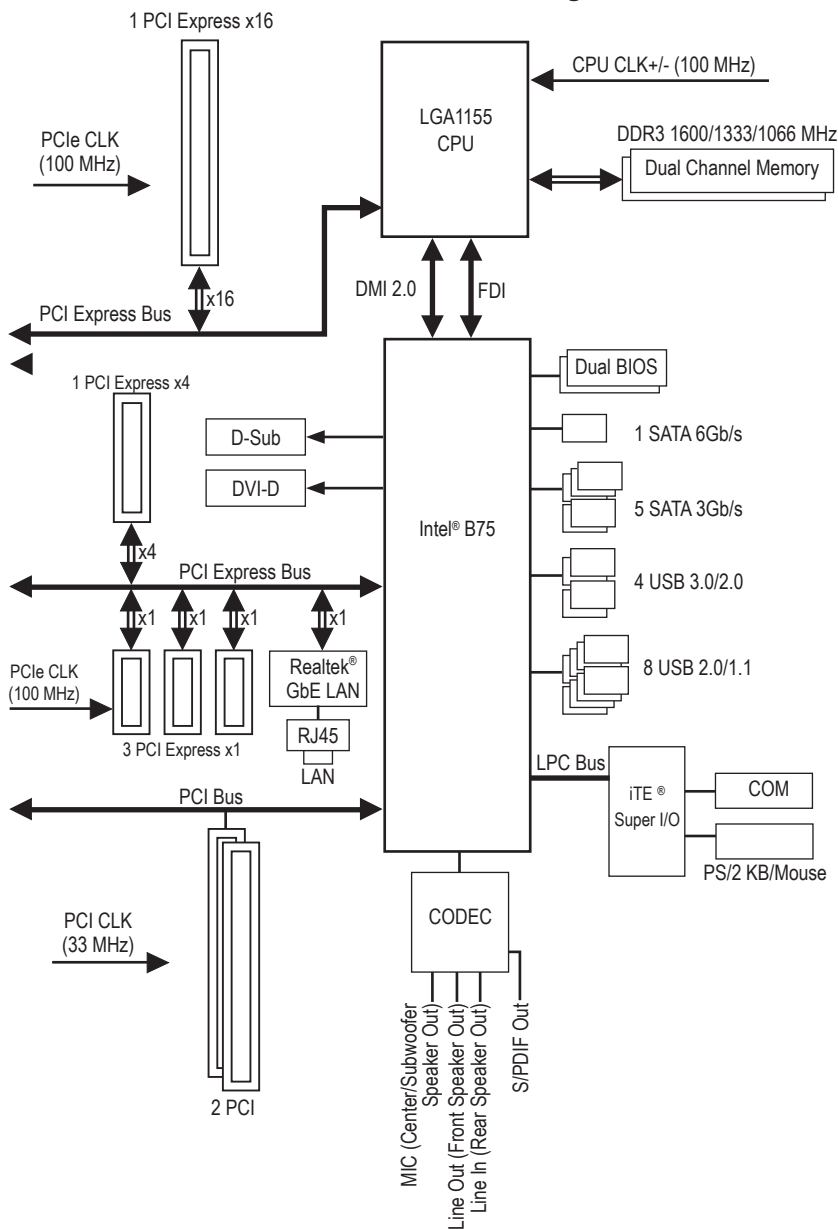 1 PCI Express x16
CPU CLK+/- (100 MHz)
LGA1155
CPU
PCIe CLK
(100 MHz)
DDR3 1600/1333/1066 MHz
Dual Channel Memory
x16
DMI 2.0
FDI
PCI Express Bus
1 PCI Express x4
Dual BIOS
D-Sub
1 SATA 6Gb/s
DVI-D
5 SATA 3Gb/s
Intel® B75
x4
PCI Express Bus
4 USB 3.0/2.0
x1
x1
x1
x1
PCIe CLK
(100 MHz)
Realtek®
GbE LAN
8 USB 2.0/1.1
RJ45
3 PCI Express x1
LAN
LPC Bus
PCI Bus
iTE ®
Super I/O
COM
PS/2 KB/Mouse
CODEC
PCI CLK
(33 MHz)
2 PCI
MIC (Center/Subwoofer
Speaker Out)
Line Out (Front Speaker Out)
Line In (Rear Speaker Out)
S/PDIF Out